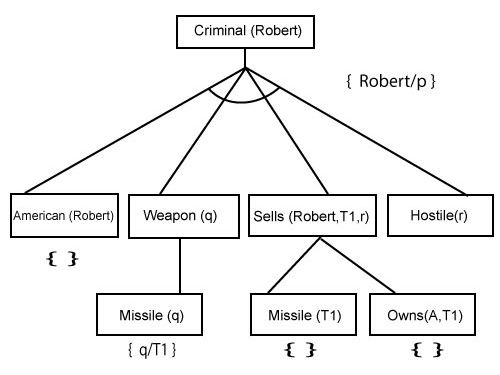 Criminal (Robert)
{ Robert/p }
American (Robert)
Weapon (q)
Sells (Robert,T1,r)
Hostile(r)
{ }
Missile (q)
Missile (T1)
Owns(A,T1)
{ q/T1 }
{ }
{ }